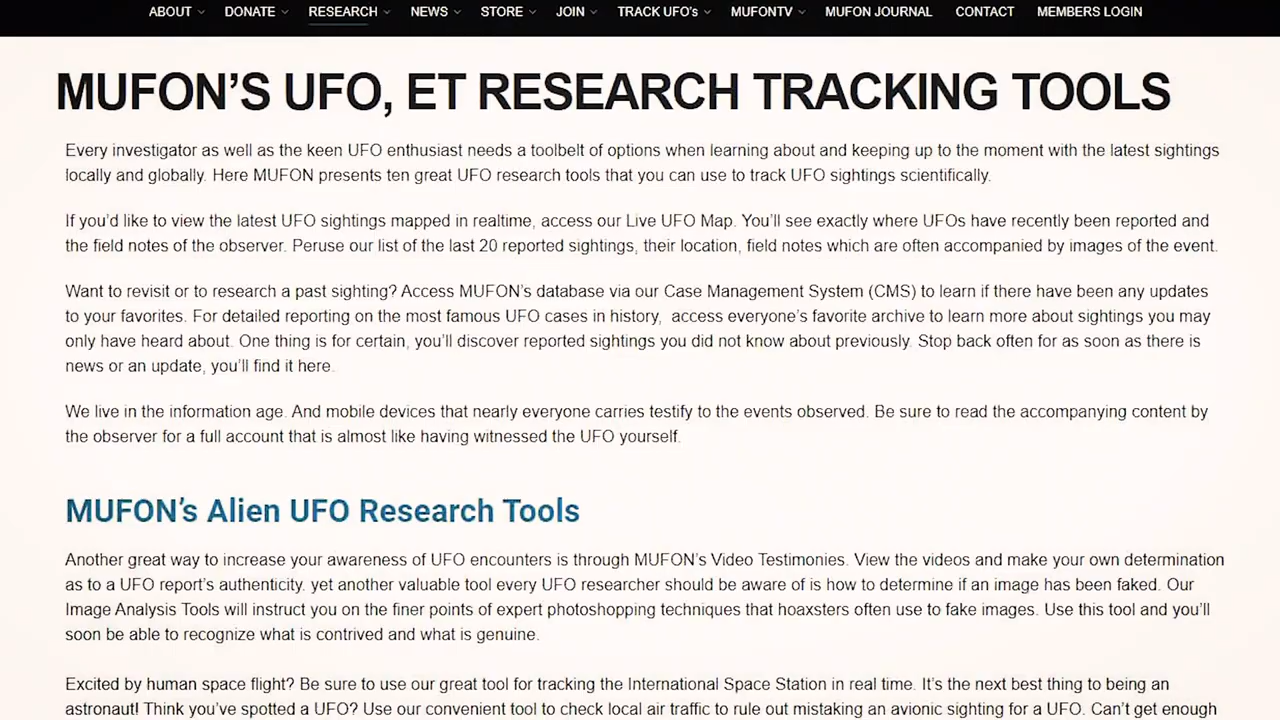 ABOUT DONATE RESEARCH NEWS STORE JOIN TRACK UFO's MUFONTV MUFON JOURNAL CONTACT MEMBERS LOGIN
MUFON’S UFO, ET RESEARCH TRACKING TOOLS
Every investigator as well as the keen UFO enthusiast needs a toolbelt of options when learning about and keeping up to the moment with the latest sightings
locally and globally. Here MUFON presents ten great UFO research tools that you can use to track UFO sightings scientifically.
If you’d like to view the latest UFO sightings mapped in realtime, access our Live UFO Map. You’ll see exactly where UFOs have recently been reported and
the field notes of the observer. Peruse our list of the last 20 reported sightings, their location, field notes which are often accompanied by images of the event.
Want to revisit or to research a past sighting? Access MUFON’s database via our Case Management System (CMS) to learn if there have been any updates
to your favorites. For detailed reporting on the most famous UFO cases in history, access everyone’s favorite archive to learn more about sightings you may
only have heard about. One thing is for certain, you’ll discover reported sightings you did not know about previously. Stop back often for as soon as there is
news or an update, you’ll find it here.
We live in the information age. And mobile devices that nearly everyone carries testify to the events observed. Be sure to read the accompanying content by
the observer for a full account that is almost like having witnessed the UFO yourself.
MUFON’s Alien UFO Research Tools
Another great way to increase your awareness of UFO encounters is through MUFON’s Video Testimonies. View the videos and make your own determination
as to a UFO report’s authenticity. yet another valuable tool every UFO researcher should be aware of is how to determine if an image has been faked. Our
Image Analysis Tools will instruct you on the finer points of expert photoshopping techniques that hoaxsters often use to fake images. Use this tool and you’ll
soon be able to recognize what is contrived and what is genuine.
Excited by human space flight? Be sure to use our great tool for tracking the International Space Station in real time. It’s the next best thing to being an
astronaut! Think you’ve spotted a UFO? Use our convenient tool to check local air traffic to rule out mistaking an avionic sighting for a UFO. Can’t get enough